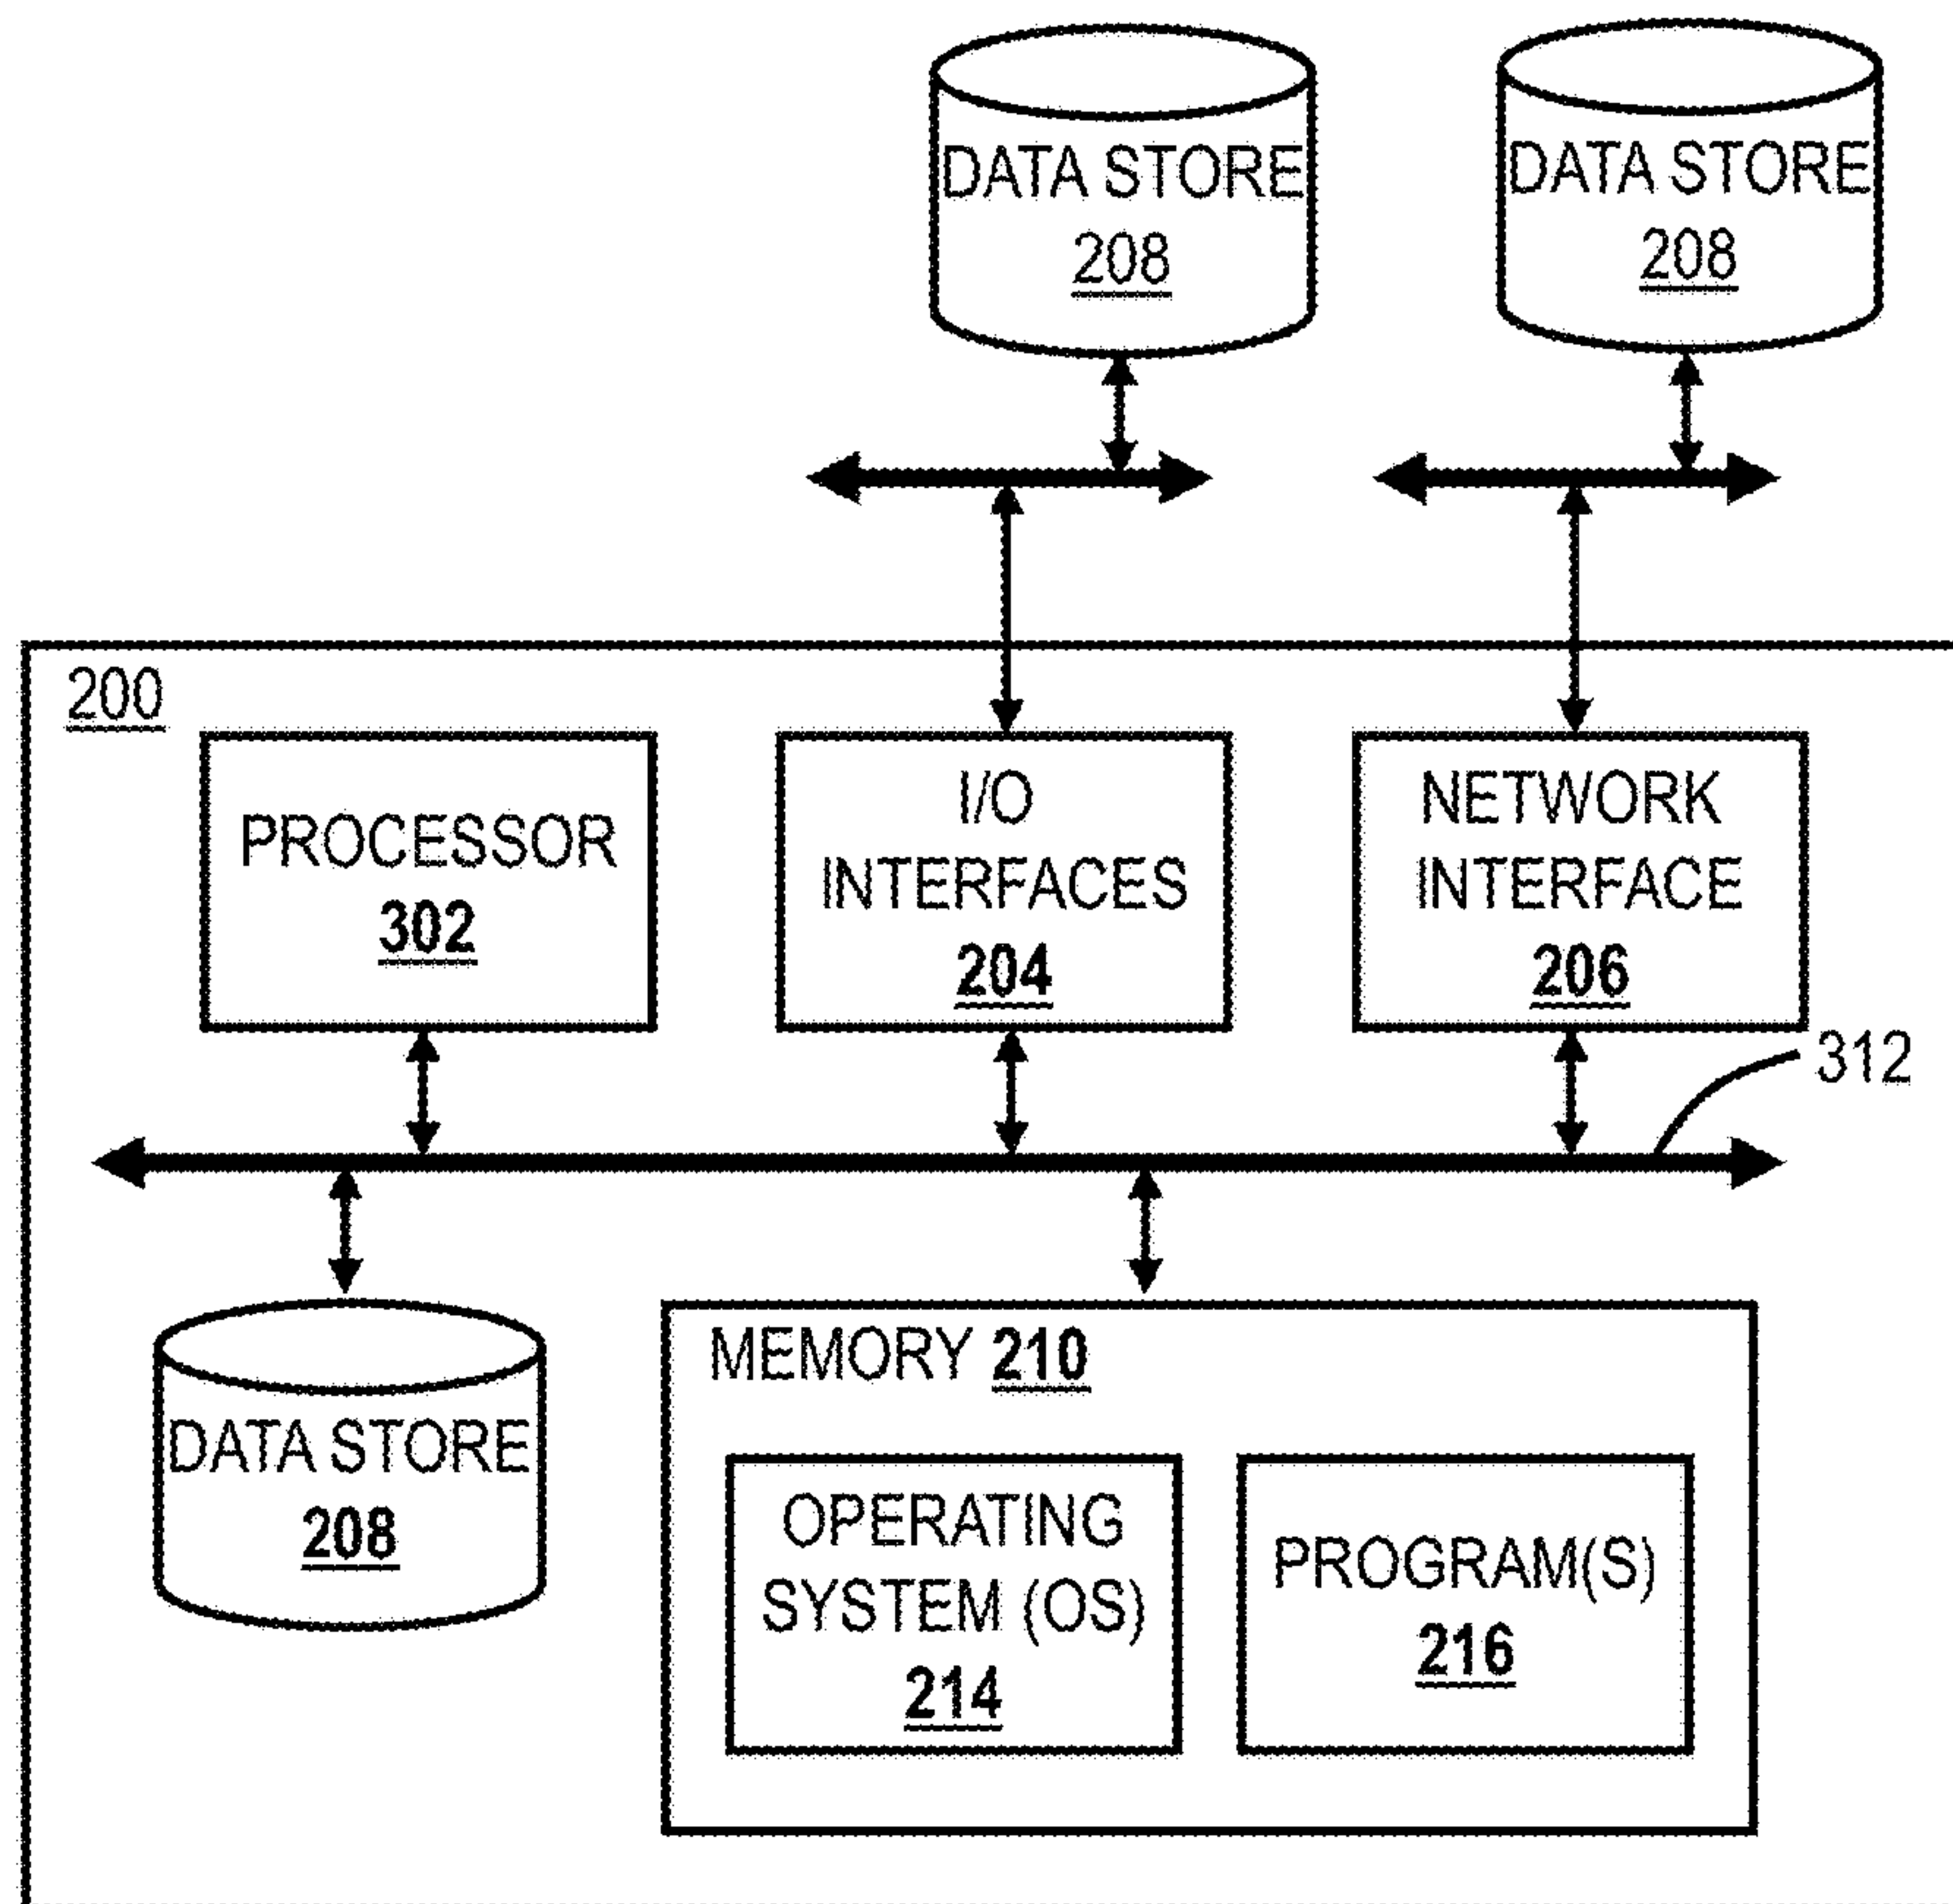 DATA STORE
208
DATA STORE
208
200
PROCESSOR
302
I/O
INTERFACES
204
NETWORK
INTERFACE
206
312
DATA STORE
208
MEMORY 210
OPERATING
SYSTEM (OS)
214
PROGRAM(S)
216